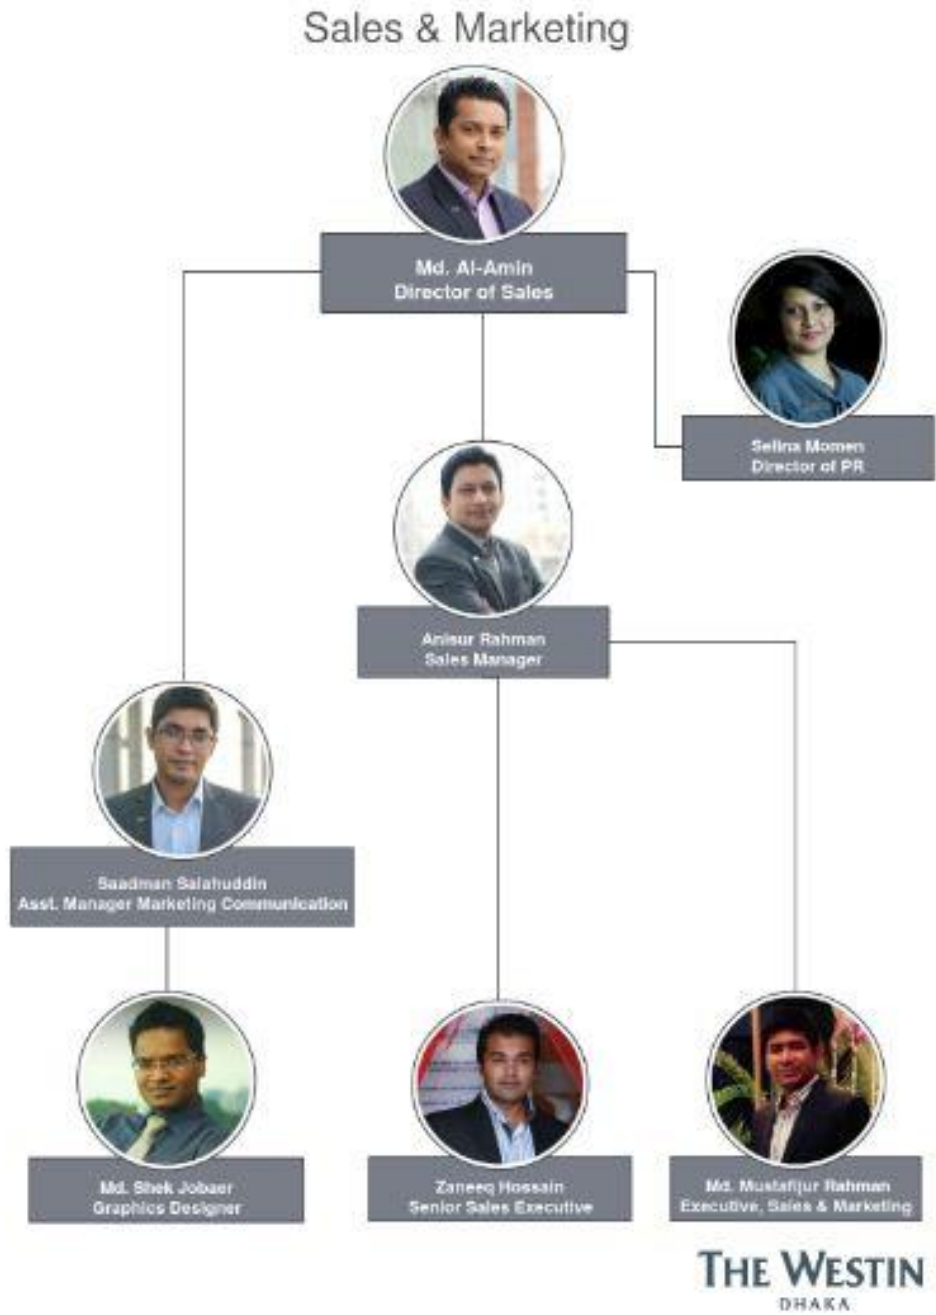 Sales & Marketing
Md. Al-Amin
Director of Sales
Selina Momen
Director of PR
Anisur Rahman
Sales Manager
Saadman Salahuddin
Asst. Manager Marketing Communication
Md. Shek Jobaer
Graphics Designer
Zaneeq Hossain
Senior Sales Executive
Md. Mustafijur Rahman
Executive, Sales & Marketing
THE WESTIN
DHAKA